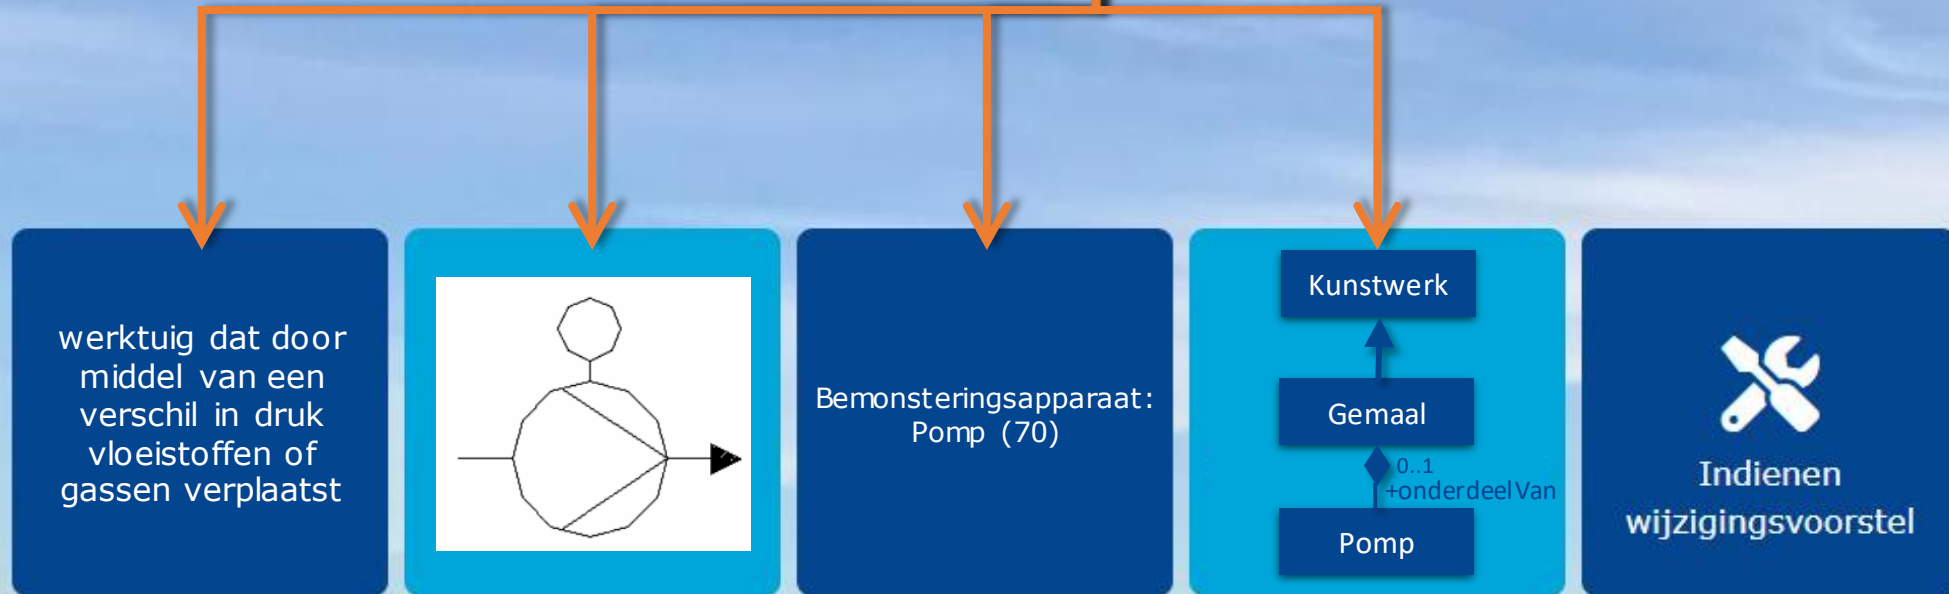 werktuig dat door
middel van een
verschil in druk
vloeistoffen of
gassen verplaatst
Bemonsteringsapparaat:
Pomp (70)
Kunstwerk
Gemaal
0..1
+onderdeelVan
Pomp
Indienen
wijzigingsvoorstel